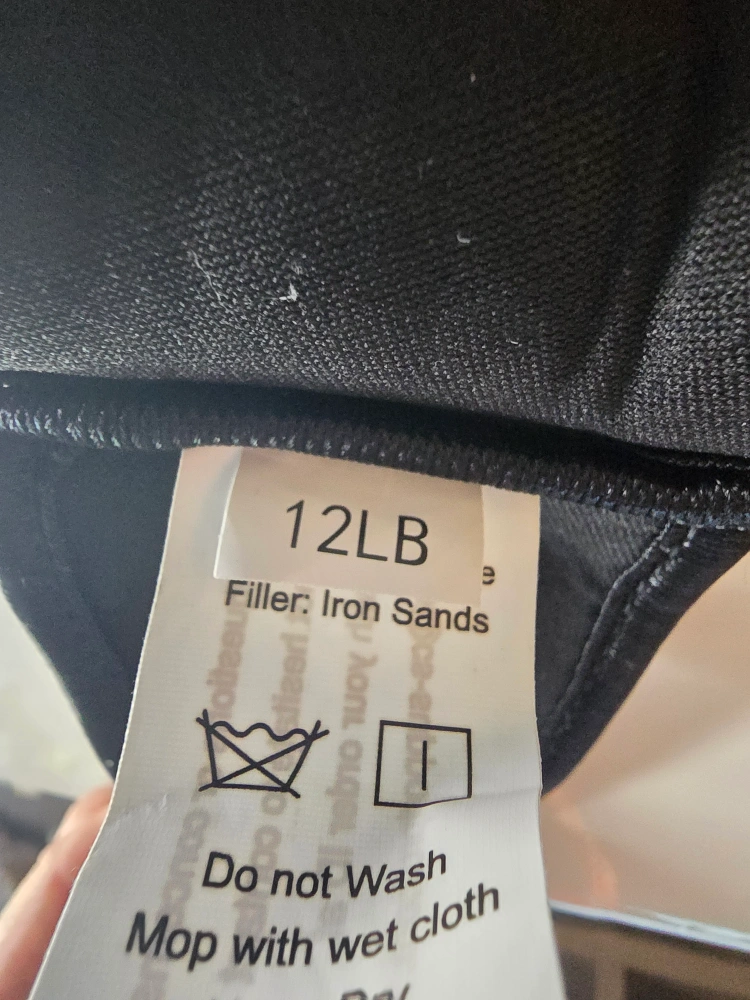 12LB
e
Filler: Iron Sands
Do not Wash
Mop with wet cloth